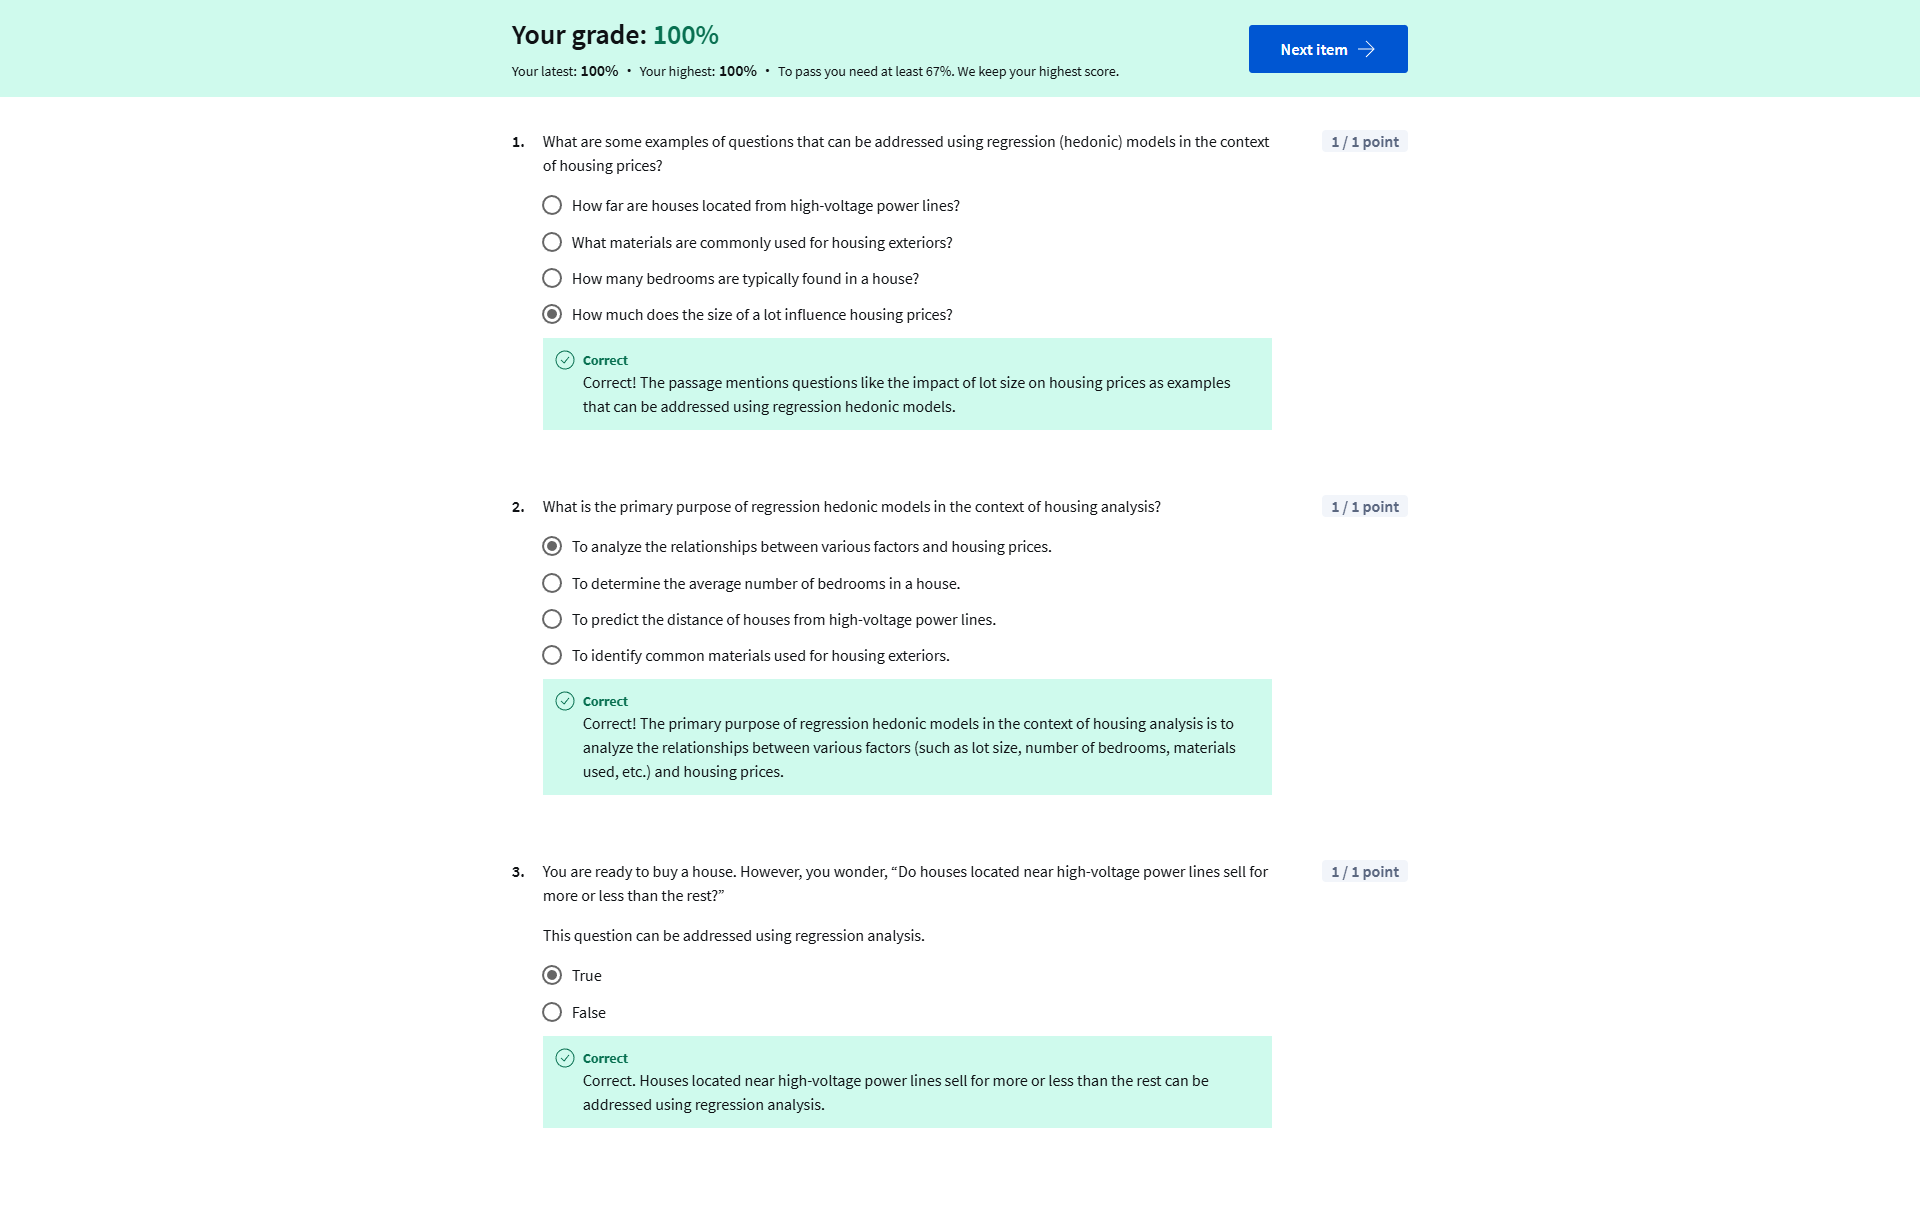 Your grade: 100%
Your latest: 100% • Your highest: 100% • To pass you need at least 67%. We keep your highest score.
Next item
1. What are some examples of questions that can be addressed using regression (hedonic) models in the context
of housing prices?
1 / 1 point
How far are houses located from high-voltage power lines?
What materials are commonly used for housing exteriors?
How many bedrooms are typically found in a house?
How much does the size of a lot influence housing prices?
Correct
Correct! The passage mentions questions like the impact of lot size on housing prices as examples
that can be addressed using regression hedonic models.
2. What is the primary purpose of regression hedonic models in the context of housing analysis?
1 / 1 point
To analyze the relationships between various factors and housing prices.
To determine the average number of bedrooms in a house.
To predict the distance of houses from high-voltage power lines.
To identify common materials used for housing exteriors.
Correct
Correct! The primary purpose of regression hedonic models in the context of housing analysis is to
analyze the relationships between various factors (such as lot size, number of bedrooms, materials
used, etc.) and housing prices.
3. You are ready to buy a house. However, you wonder, “Do houses located near high-voltage power lines sell for
more or less than the rest?”
1 / 1 point
This question can be addressed using regression analysis.
True
False
Correct
Correct. Houses located near high-voltage power lines sell for more or less than the rest can be
addressed using regression analysis.